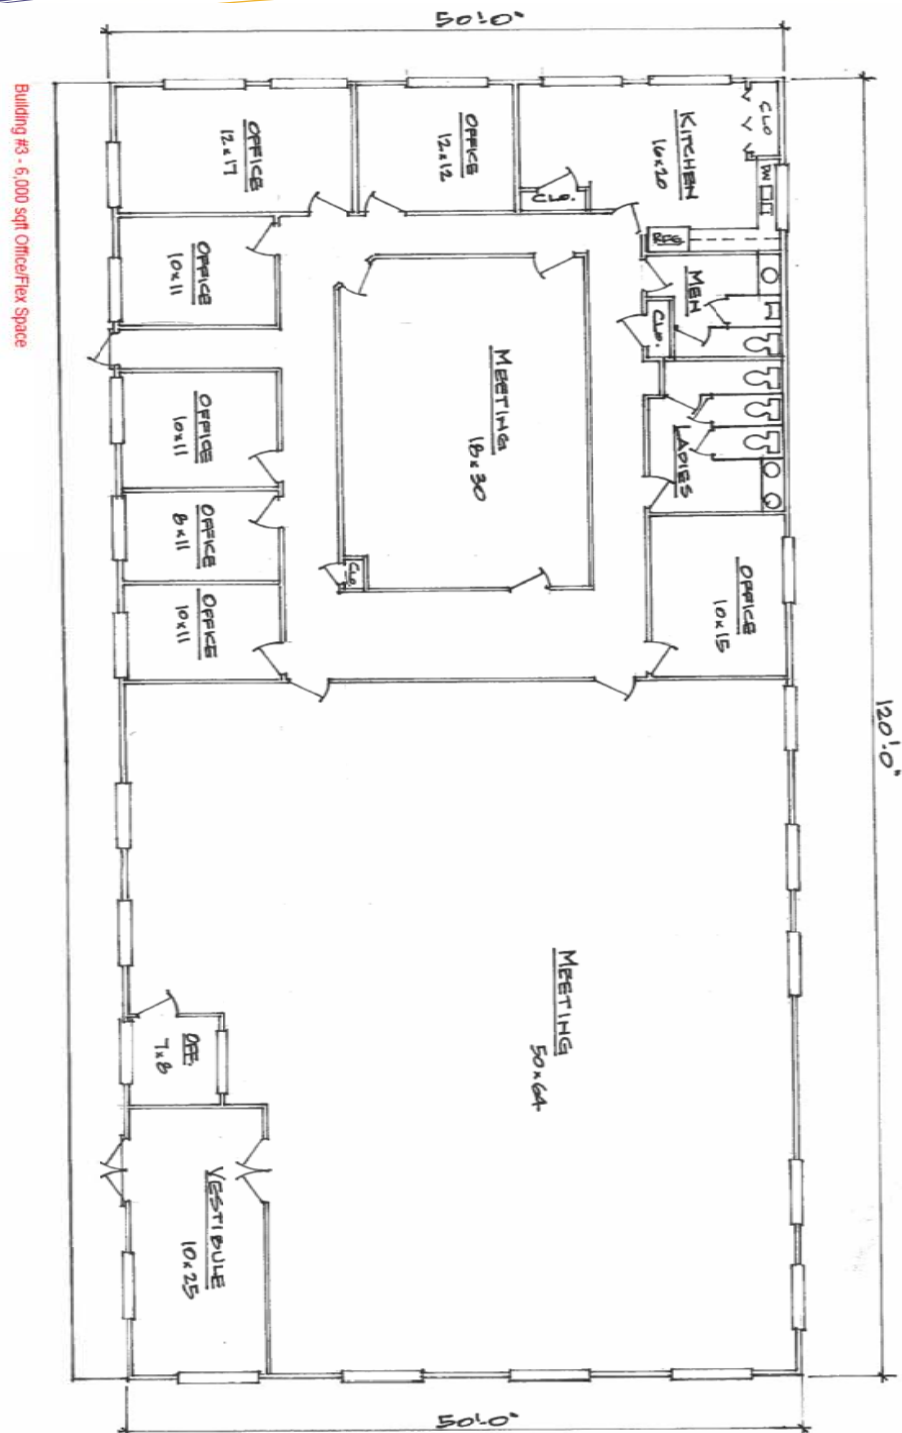 50'-0"
Building #3 - 6,000 sqft Office/Flex Space
OFFICE
12x17
OFFICE
12x12
KITCHEN
16x20
CLO
DW
REF
CLO.
OFFICE
10x11
MEN
CLO.
MEETING
18x30
OFFICE
10x11
LADIES
OFFICE
8x11
CLO.
OFFICE
10x15
OFFICE
10x11
120'-0"
MEETING
50x64
OFF.
7x8
VESTIBULE
10x25
50'-0"